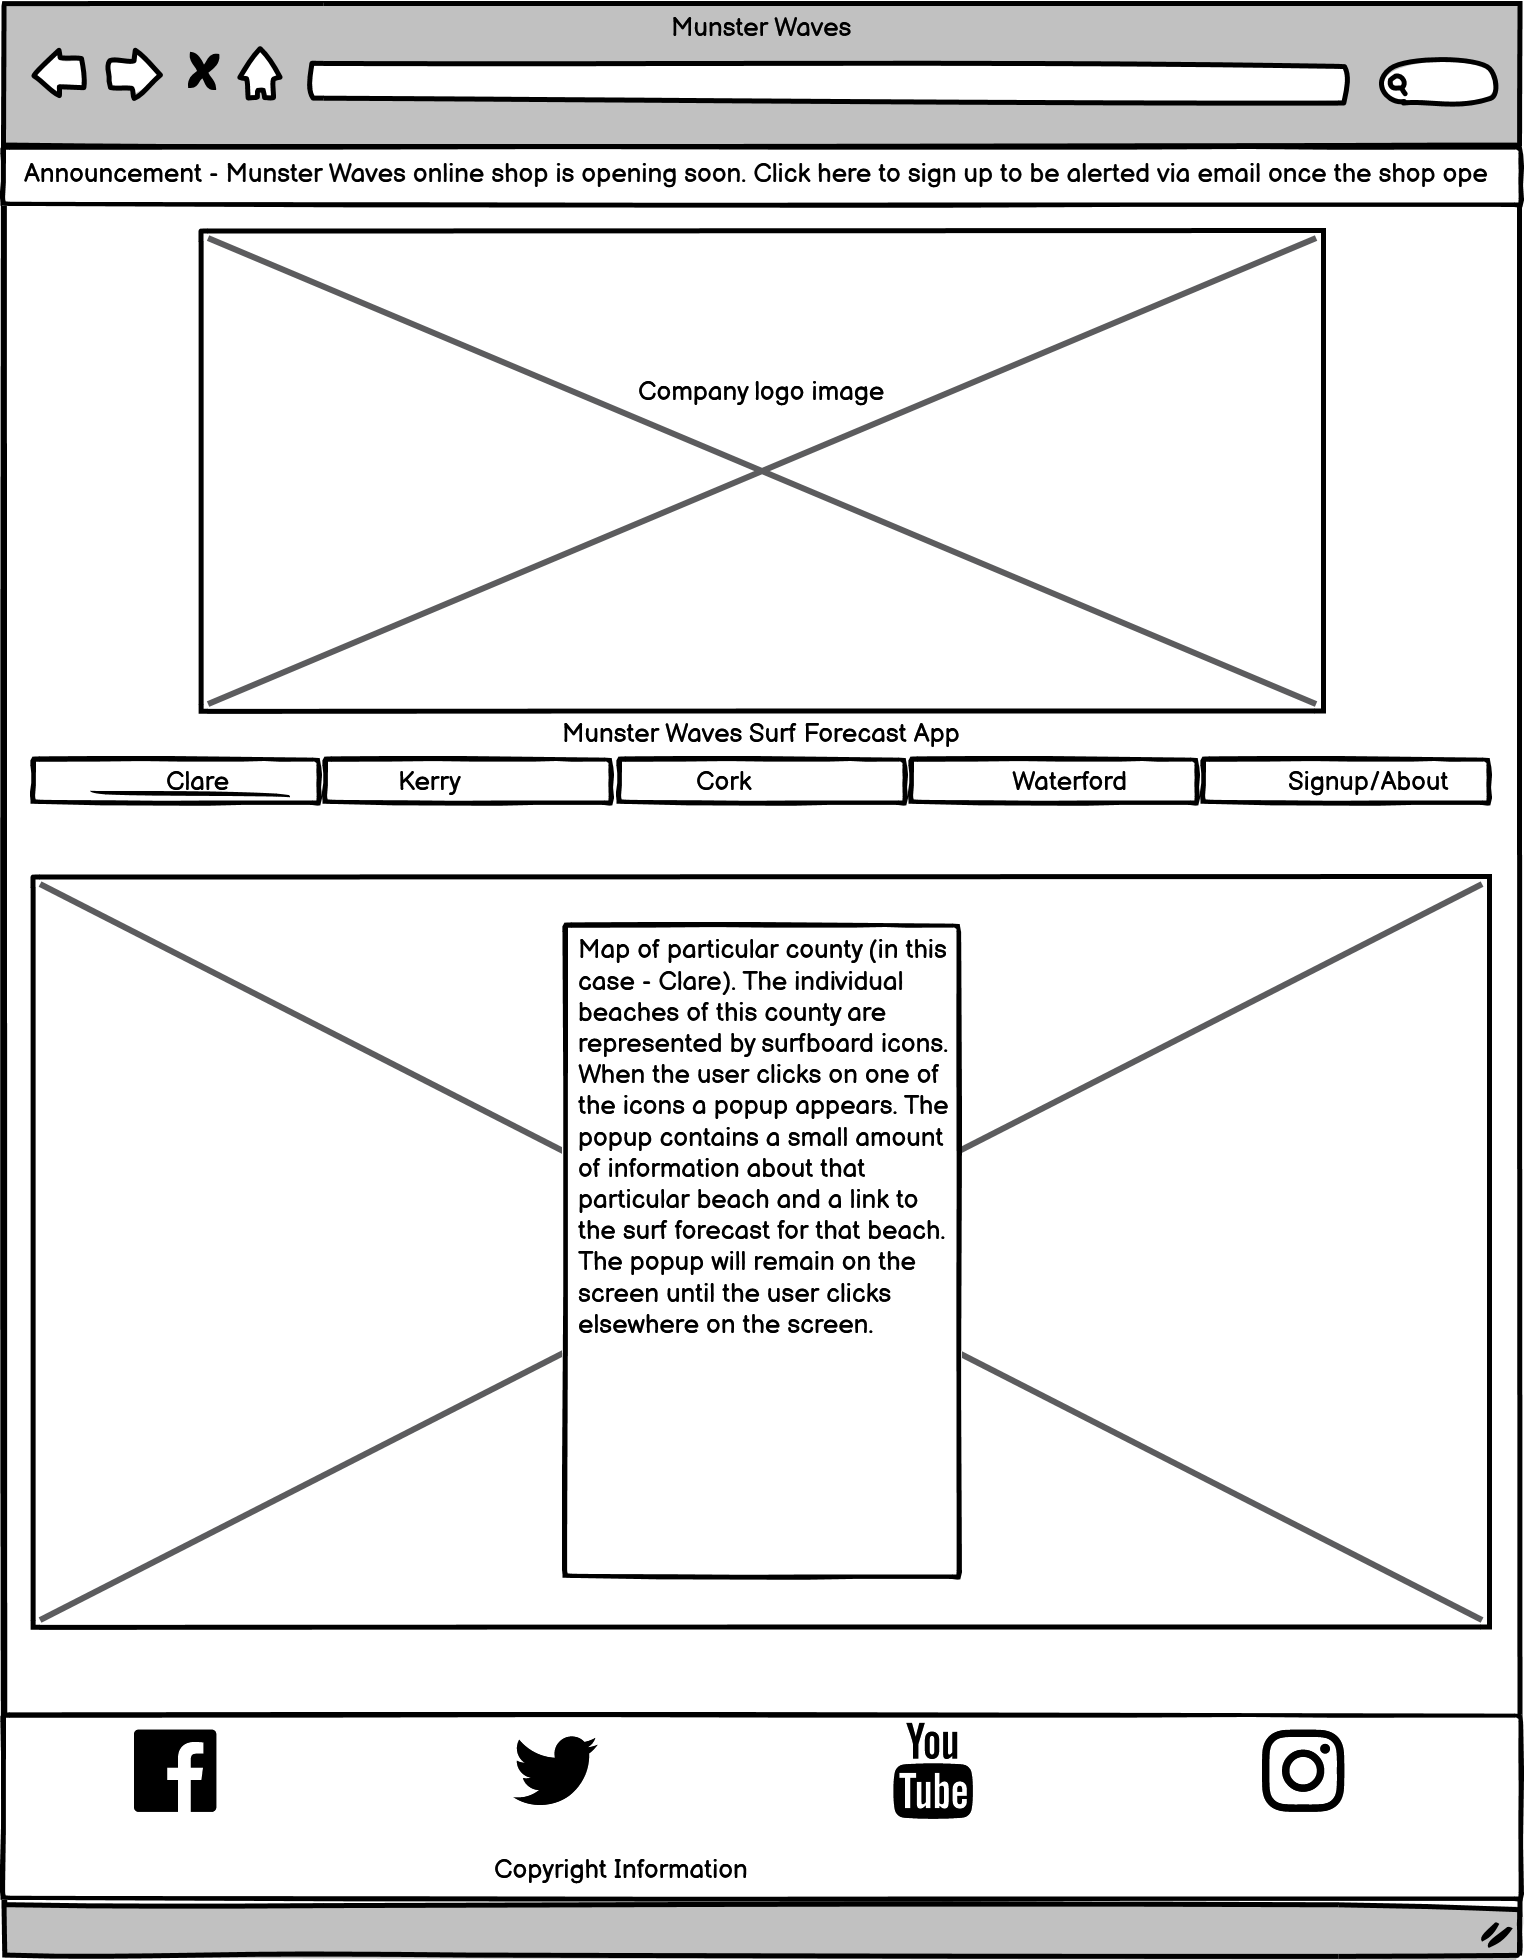 Munster Waves
Announcement - Munster Waves online shop is opening soon. Click here to sign up to be alerted via email once the shop ope
Company logo image
Munster Waves Surf Forecast App
Clare
Kerry
Cork
Waterford
Signup/About
Map of particular county (in this
case - Clare). The individual
beaches of this county are
represented by surfboard icons.
When the user clicks on one of
the icons a popup appears. The
popup contains a small amount
of information about that
particular beach and a link to
the surf forecast for that beach.
The popup will remain on the
screen until the user clicks
elsewhere on the screen.
You
Tube
Copyright Information